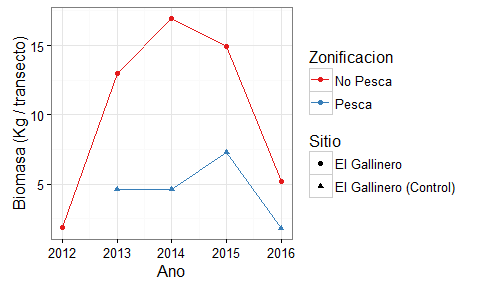 Biomasa (Kg / transecto)
15
10
5
2012 2013 2014 2015 2016
Ano
Zonificacion
No Pesca
Pesca
Sitio
El Gallinero
El Gallinero (Control)